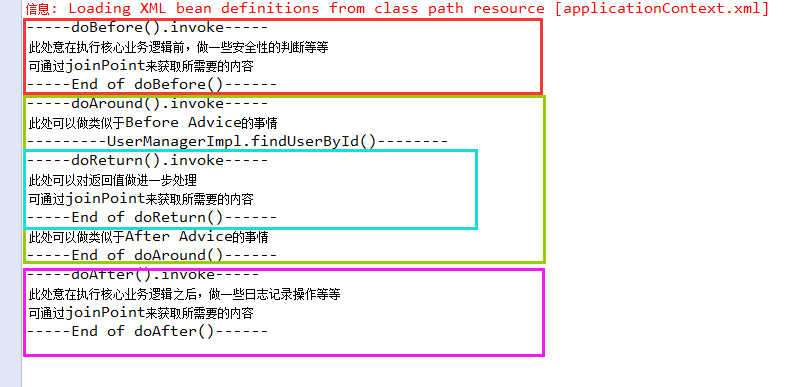 信息: Loading XML bean definitions from class path resource [applicationContext.xml]
-----doBefore().invoke-----
此处意在执行核心业务逻辑前，做一些安全性的判断等等
可通过joinPoint来获取所需要的内容
-----End of doBefore()------
-----doAround().invoke-----
此处可以做类似于Before Advice的事情
---------UserManagerImpl.findUserById()--------
-----doReturn().invoke-----
此处可以对返回值做进一步处理
可通过joinPoint来获取所需要的内容
-----End of doReturn()------
此处可以做类似于After Advice的事情
-----End of doAround()------
-----doAfter().invoke-----
此处意在执行核心业务逻辑之后，做一些日志记录操作等等
可通过joinPoint来获取所需要的内容
-----End of doAfter()------